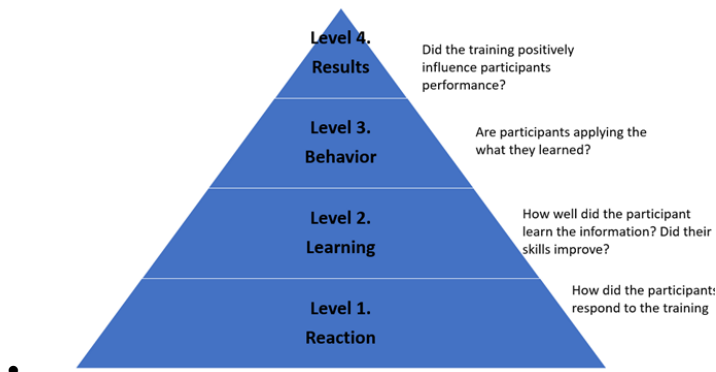 Level 4.
Results
Did the training positively
influence participants
performance?
Level 3.
Behavior
Are participants applying the
what they learned?
Level 2.
Learning
How well did the participant
learn the information? Did their
skills improve?
Level 1.
Reaction
How did the participants
respond to the training